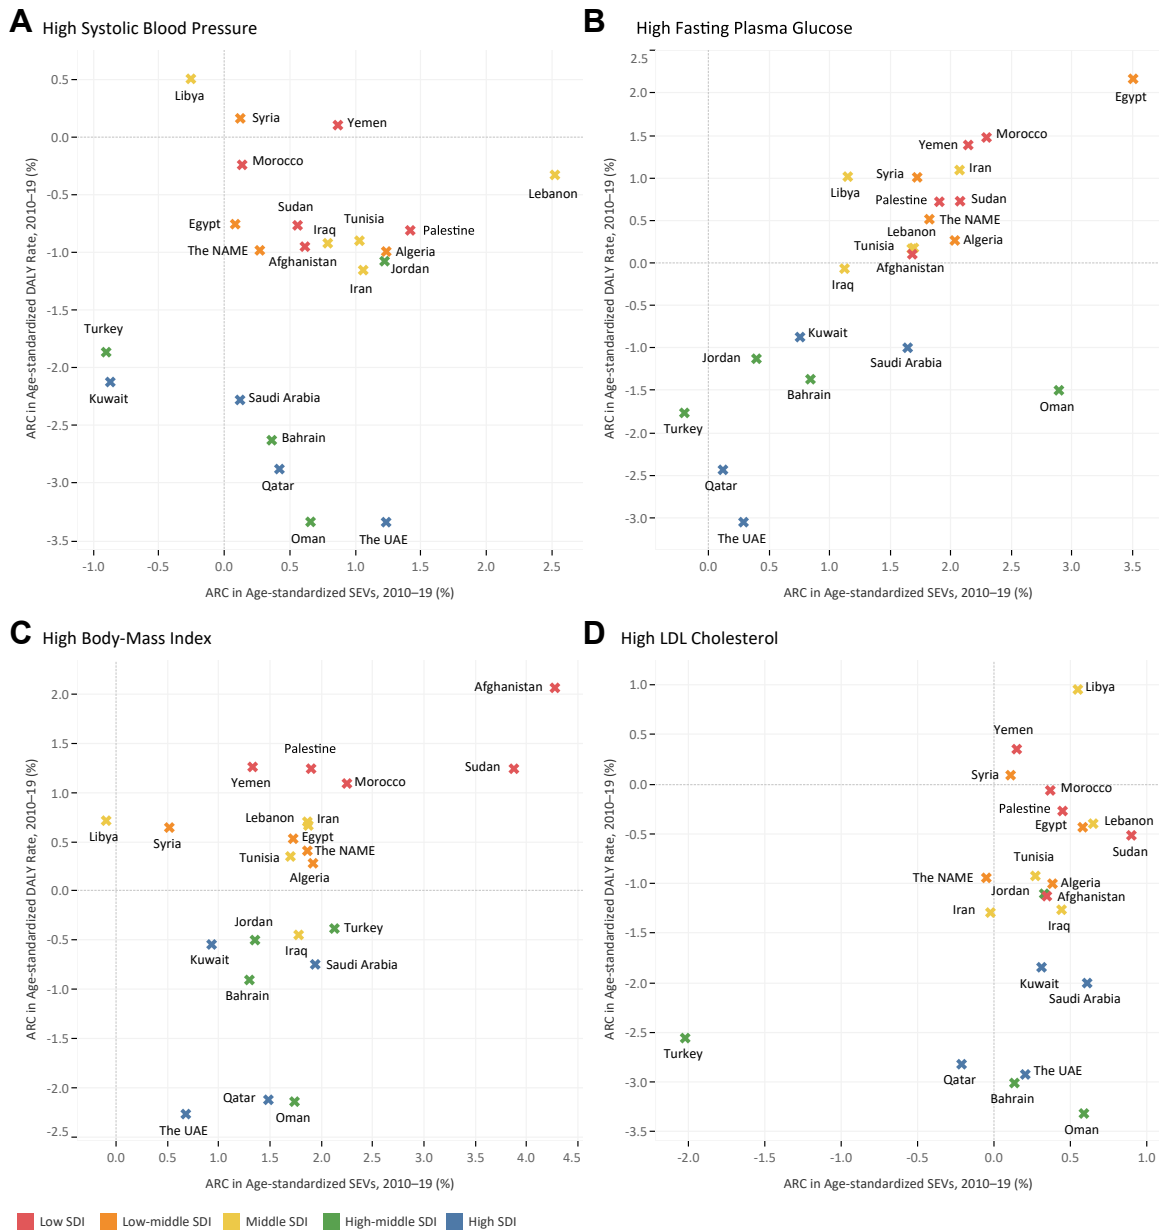 A High Systolic Blood Pressure
ARC in Age-standardized DALY Rate, 2010–19 (%)
0.5
0.0
-0.5
-1.0
-1.5
-2.0
-2.5
-3.0
-3.5
Libya
Syria
Yemen
Morocco
Lebanon
Sudan
Tunisia
Egypt
Iraq
Palestine
The NAME
Afghanistan
Algeria
Jordan
Iran
Turkey
Kuwait
Saudi Arabia
Bahrain
Qatar
Oman
The UAE
-1.0 -0.5 0.0 0.5 1.0 1.5 2.0 2.5
ARC in Age-standardized SEVs, 2010–19 (%)
B High Fasting Plasma Glucose
ARC in Age-standardized DALY Rate, 2010–19 (%)
2.5
2.0
1.5
1.0
0.5
0.0
-0.5
-1.0
-1.5
-2.0
-2.5
-3.0
Egypt
Morocco
Yemen
Iran
Syria
Libya
Palestine
Sudan
The NAME
Lebanon
Algeria
Tunisia
Afghanistan
Iraq
Kuwait
Jordan
Saudi Arabia
Bahrain
Oman
Turkey
Qatar
The UAE
0.0 0.5 1.0 1.5 2.0 2.5 3.0 3.5
ARC in Age-standardized SEVs, 2010–19 (%)
C High Body-Mass Index
ARC in Age-standardized DALY Rate, 2010–19 (%)
2.0
1.5
1.0
0.5
0.0
-0.5
-1.0
-1.5
-2.0
-2.5
Afghanistan
Palestine
Sudan
Yemen
Morocco
Lebanon
Iran
Libya
Egypt
Syria
The NAME
Tunisia
Algeria
Jordan
Turkey
Iraq
Kuwait
Saudi Arabia
Bahrain
Qatar
Oman
The UAE
0.0 0.5 1.0 1.5 2.0 2.5 3.0 3.5 4.0 4.5
ARC in Age-standardized SEVs, 2010–19 (%)
D High LDL Cholesterol
ARC in Age-standardized DALY Rate, 2010–19 (%)
1.0
0.5
0.0
-0.5
-1.0
-1.5
-2.0
-2.5
-3.0
-3.5
Libya
Yemen
Syria
Morocco
Palestine
Lebanon
Egypt
Sudan
Tunisia
The NAME
Algeria
Jordan
Afghanistan
Iran
Iraq
Kuwait
Saudi Arabia
Turkey
Qatar
The UAE
Bahrain
Oman
-2.0 -1.5 -1.0 -0.5 0.0 0.5 1.0
ARC in Age-standardized SEVs, 2010–19 (%)
Low SDI Low-middle SDI Middle SDI High-middle SDI High SDI